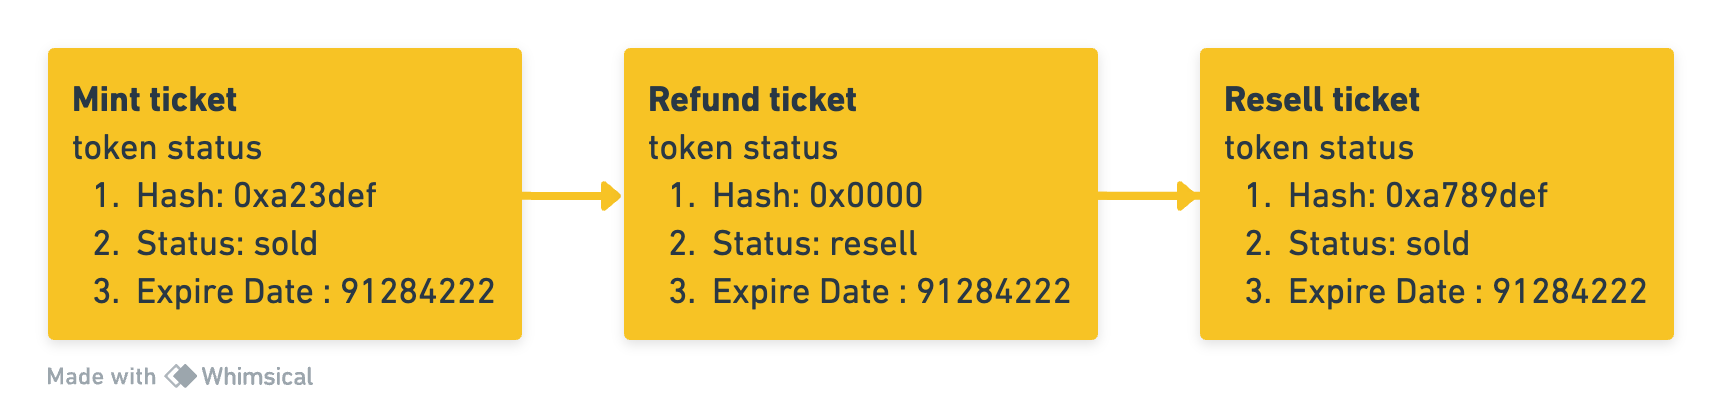 Mint ticket
token status
1. Hash: 0xa23def
2. Status: sold
3. Expire Date : 91284222
Refund ticket
token status
1. Hash: 0x0000
2. Status: resell
3. Expire Date : 91284222
Resell ticket
token status
1. Hash: 0xa789def
2. Status: sold
3. Expire Date : 91284222
Made with Whimsical